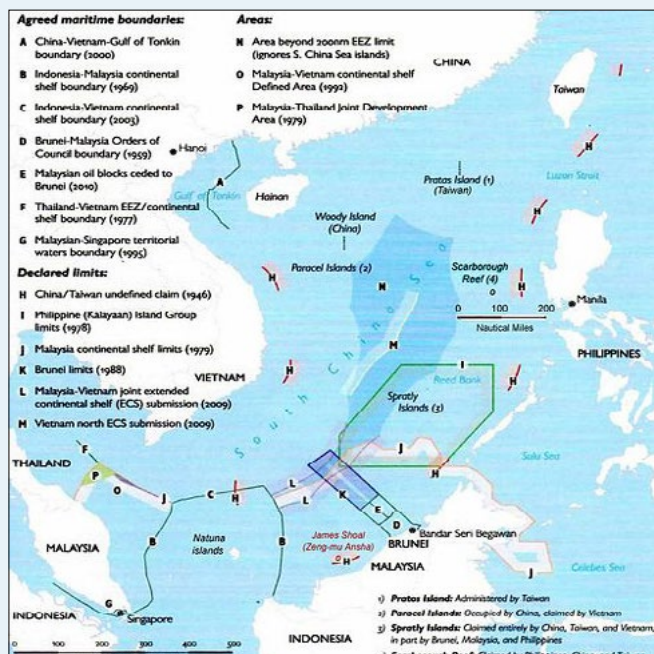 Agreed maritime boundaries:
A China-Vietnam-Gulf of Tonkin
boundary (2000)
B Indonesia-Malaysia continental
shelf boundary (1969)
C Indonesia-Vietnam continental
shelf boundary (2003)
D Brunei-Malaysia Orders of
Council boundary (1959)
E Malaysian oil blocks ceded to
Brunei (2010)
F Thailand-Vietnam EEZ/continental
shelf boundary (1977)
G Malaysian-Singapore territorial
waters boundary (1995)
Declared limits:
H China/Taiwan undefined claim (1946)
I Philippine (Kalayaan) Island Group
limits (1978)
J Malaysia continental shelf limits (1979)
K Brunei limits (1988)
L Malaysia-Vietnam joint extended
continental shelf (ECS) submission (2009)
M Vietnam north ECS submission (2009)
Areas:
N Area beyond 200nm EEZ limit
(ignores S. China Sea islands)
O Malaysia-Vietnam continental shelf
Defined Area (1992)
P Malaysia-Thailand Joint Development
Area (1979)
CHINA
Taiwan
Hanoi
H
A
Gulf of Tonkin
Hainan
Pratas Island (1)
(Taiwan)
Luzon Strait
Woody Island
(China)
H
H
Paracel Islands (2)
N
Scarborough
Reef (4)
H
Manila
0 100 200
Nautical Miles
South China Sea
M
PHILIPPINES
VIETNAM
H
I
Reed Bank
H
Spratly
Islands (3)
J
Sulu Sea
H
THAILAND
F
P
O
J
C
H
L
L
K
E
D
Bandar Seri Begawan
BRUNEI
B
Natuna
islands
B
James Shoal
(Zeng-mu Ansha)
H
MALAYSIA
MALAYSIA
J
Celebes Sea
G
Singapore
INDONESIA
INDONESIA
0 100 200 300 400 500
1) Pratas Island: Administered by Taiwan
2) Paracel Islands: Occupied by China, claimed by Vietnam
3) Spratly Islands: Claimed entirely by China, Taiwan, and Vietnam,
in part by Brunei, Malaysia, and Philippines